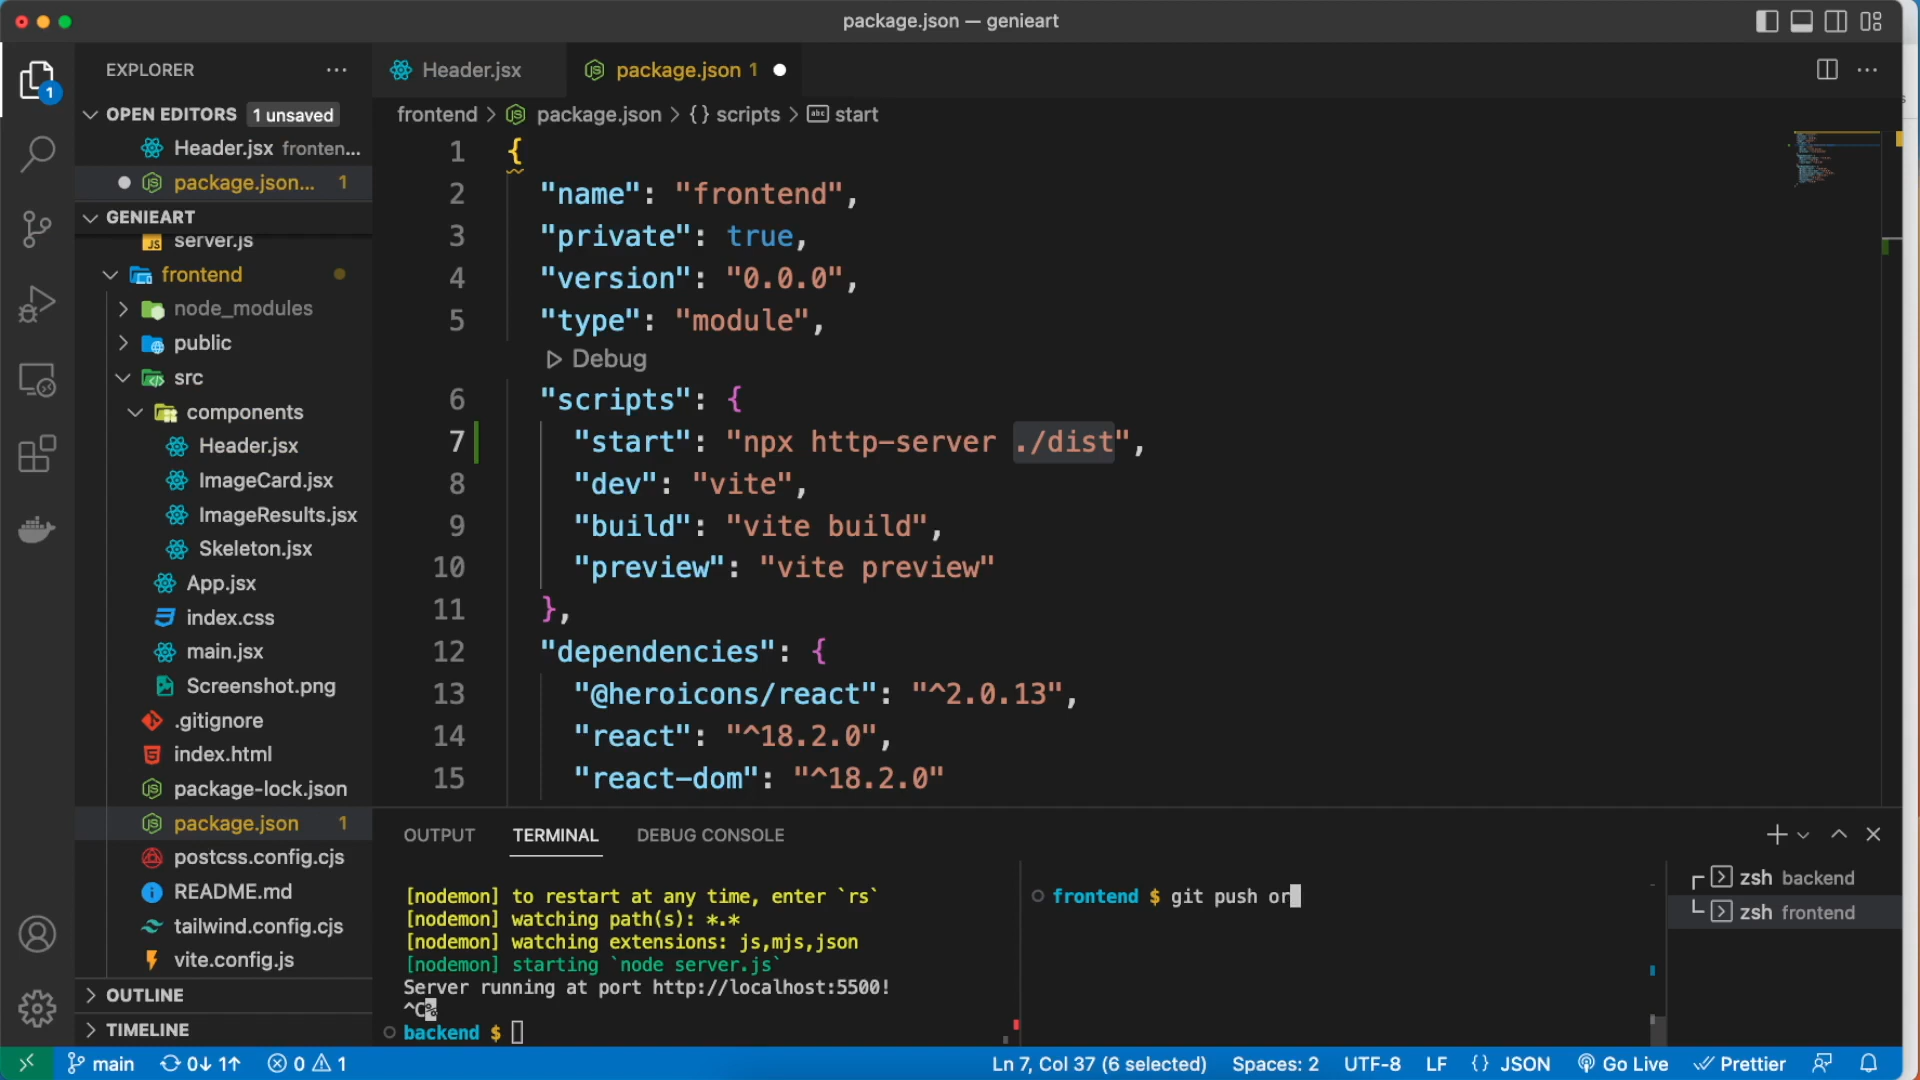 package.json — genieart
EXPLORER
OPEN EDITORS 1 unsaved
Header.jsx fronten...
package.json... 1
GENIEART
server.js
frontend
node_modules
public
src
components
Header.jsx
ImageCard.jsx
ImageResults.jsx
Skeleton.jsx
App.jsx
index.css
main.jsx
Screenshot.png
.gitignore
index.html
package-lock.json
package.json 1
postcss.config.cjs
README.md
tailwind.config.cjs
vite.config.js
OUTLINE
TIMELINE
1
Header.jsx
package.json 1
frontend > package.json > {} scripts > abc start
1 {
2 "name": "frontend",
3 "private": true,
4 "version": "0.0.0",
5 "type": "module",
Debug
6 "scripts": {
7 "start": "npx http-server ./dist",
8 "dev": "vite",
9 "build": "vite build",
10 "preview": "vite preview"
11 },
12 "dependencies": {
13 "@heroicons/react": "^2.0.13",
14 "react": "^18.2.0",
15 "react-dom": "^18.2.0"
OUTPUT TERMINAL DEBUG CONSOLE
[nodemon] to restart at any time, enter `rs`
[nodemon] watching path(s): *.*
[nodemon] watching extensions: js,mjs,json
[nodemon] starting `node server.js`
Server running at port http://localhost:5500!
^C%
backend $
frontend $ git push or
zsh backend
zsh frontend
main 0↓ 1↑ 0 1
Ln 7, Col 37 (6 selected) Spaces: 2 UTF-8 LF {} JSON Go Live Prettier